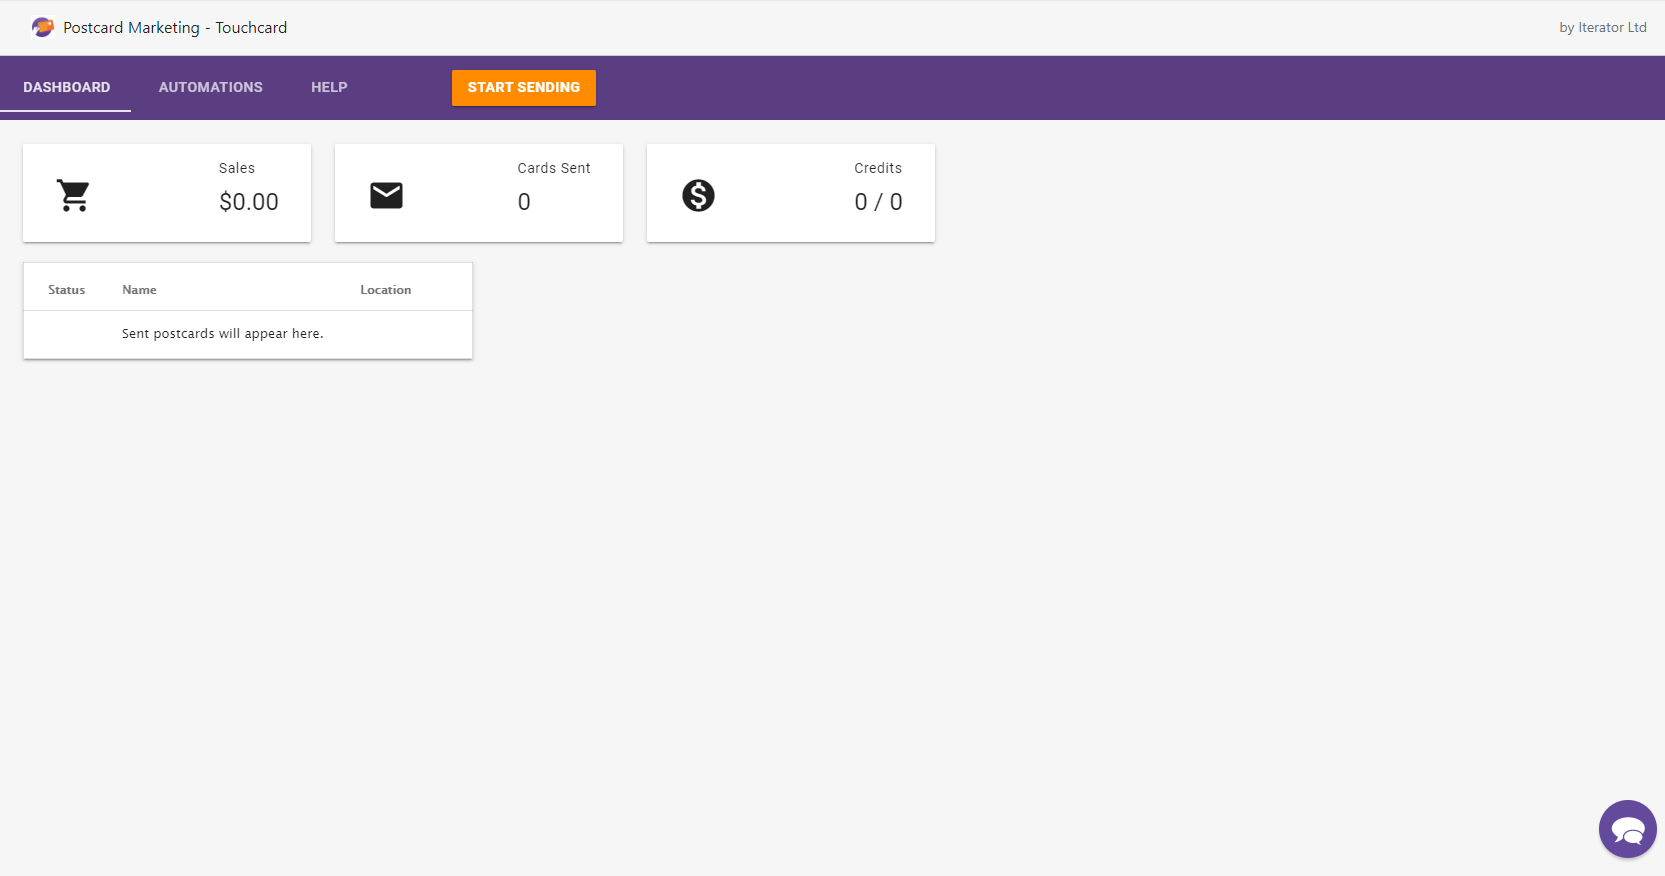 Postcard Marketing - Touchcard
by Iterator Ltd
DASHBOARD AUTOMATIONS HELP START SENDING
Sales
$0.00
Cards Sent
0
Credits
0 / 0
Status Name Location
Sent postcards will appear here.